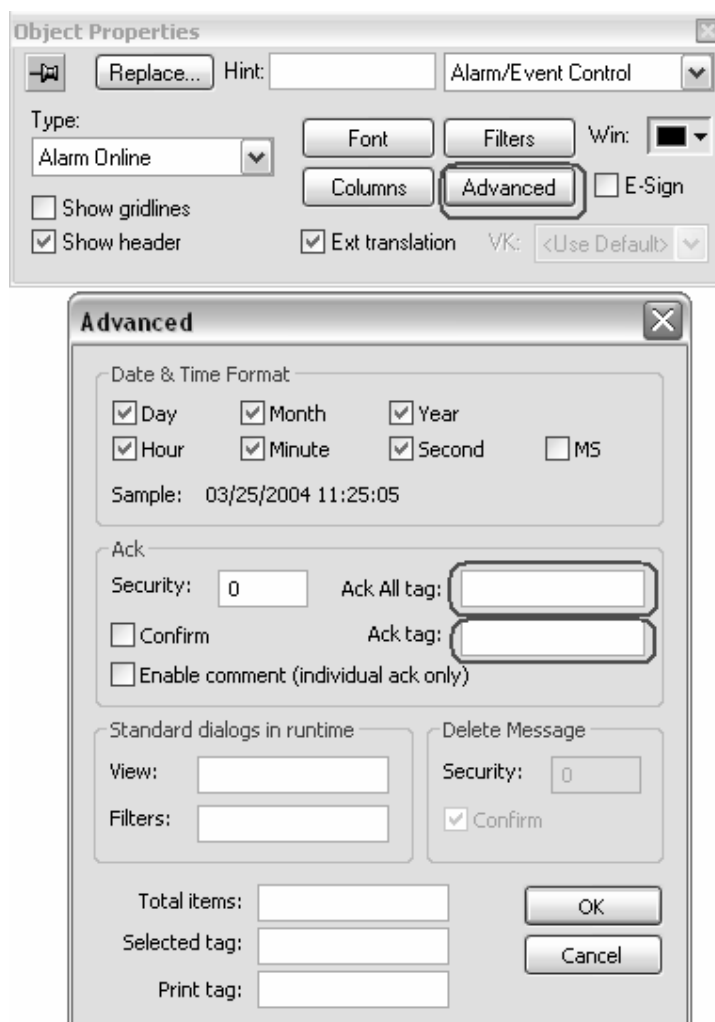 Object Properties
Replace... Hint: Alarm/Event Control
Type:
Alarm Online
Font Filters Win:
Columns Advanced E-Sign
Show gridlines
Show header Ext translation VK: <Use Default>
Advanced
Date & Time Format
Day Month Year
Hour Minute Second MS
Sample: 03/25/2004 11:25:05
Ack
Security: 0 Ack All tag:
Confirm Ack tag:
Enable comment (individual ack only)
Standard dialogs in runtime Delete Message
View: Security: 0
Filters: Confirm
Total items: OK
Selected tag: Cancel
Print tag: